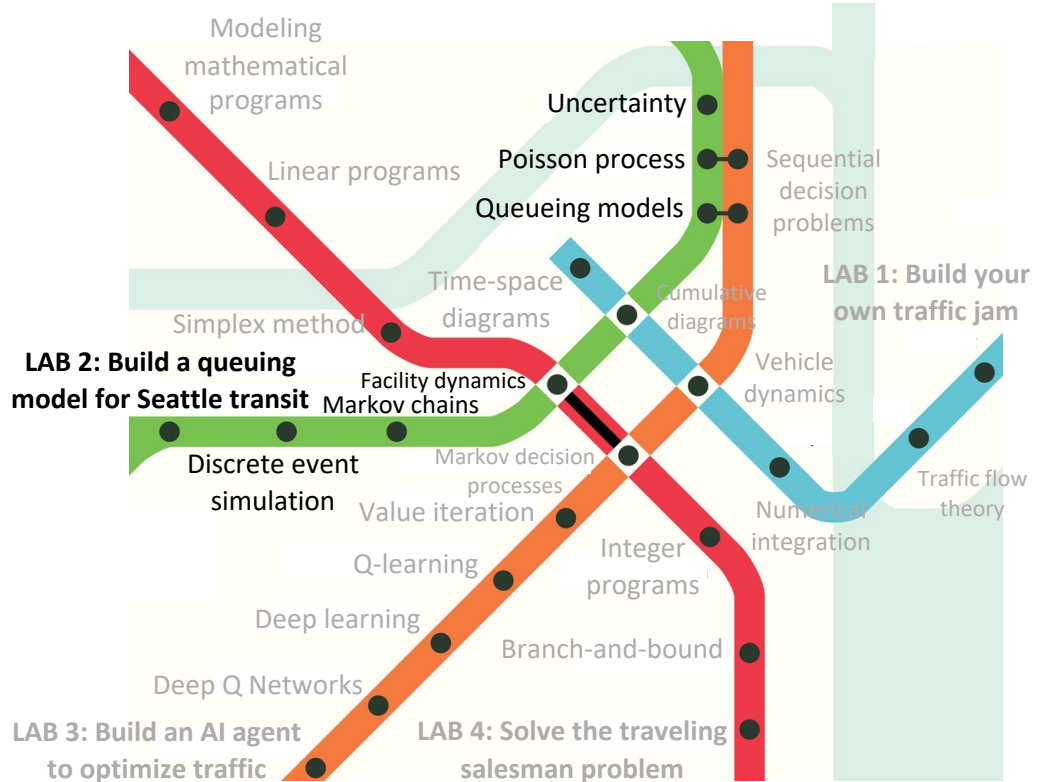 Modeling
mathematical
programs
Uncertainty
Poisson process
Sequential
decision
problems
Linear programs
Queueing models
Time-space
diagrams
Cumulative
diagrams
LAB 1: Build your
own traffic jam
Simplex method
LAB 2: Build a queuing
model for Seattle transit
Facility dynamics
Markov chains
Vehicle
dynamics
Discrete event
simulation
Markov decision
processes
Value iteration
Traffic flow
theory
Numerical
integration
Integer
programs
Q-learning
Deep learning
Branch-and-bound
Deep Q Networks
LAB 3: Build an AI agent
to optimize traffic
LAB 4: Solve the traveling
salesman problem